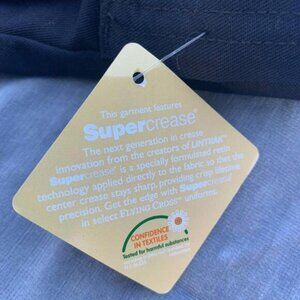 This garment features
Supercrease®
The next generation in crease
innovation from the creators of LINTRAK™
Supercrease® is a specially formulated resin
technology applied directly to the fabric so that the
center crease stays sharp, providing crisp lifetime
precision. Get the edge with Supercrease®
in select FLYING CROSS® uniforms.
CONFIDENCE
IN TEXTILES
Tested for harmful substances